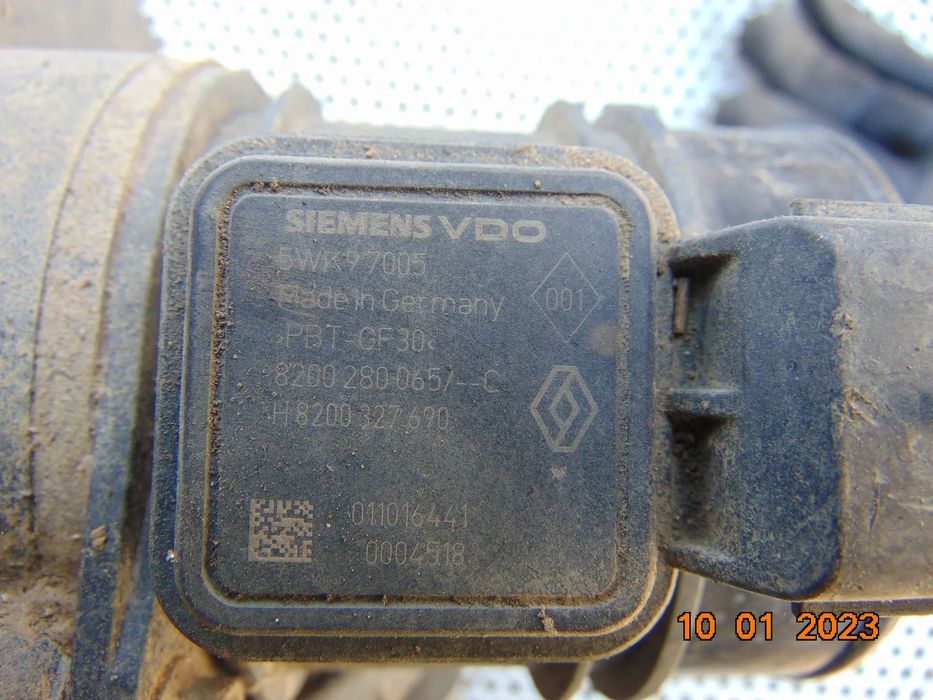 SIEMENS VDO
5WK97005
Made in Germany
001
>PBT-GF30<
8200 280 065/--C
H8200 327 690
011016441
0004518
10 01 2023